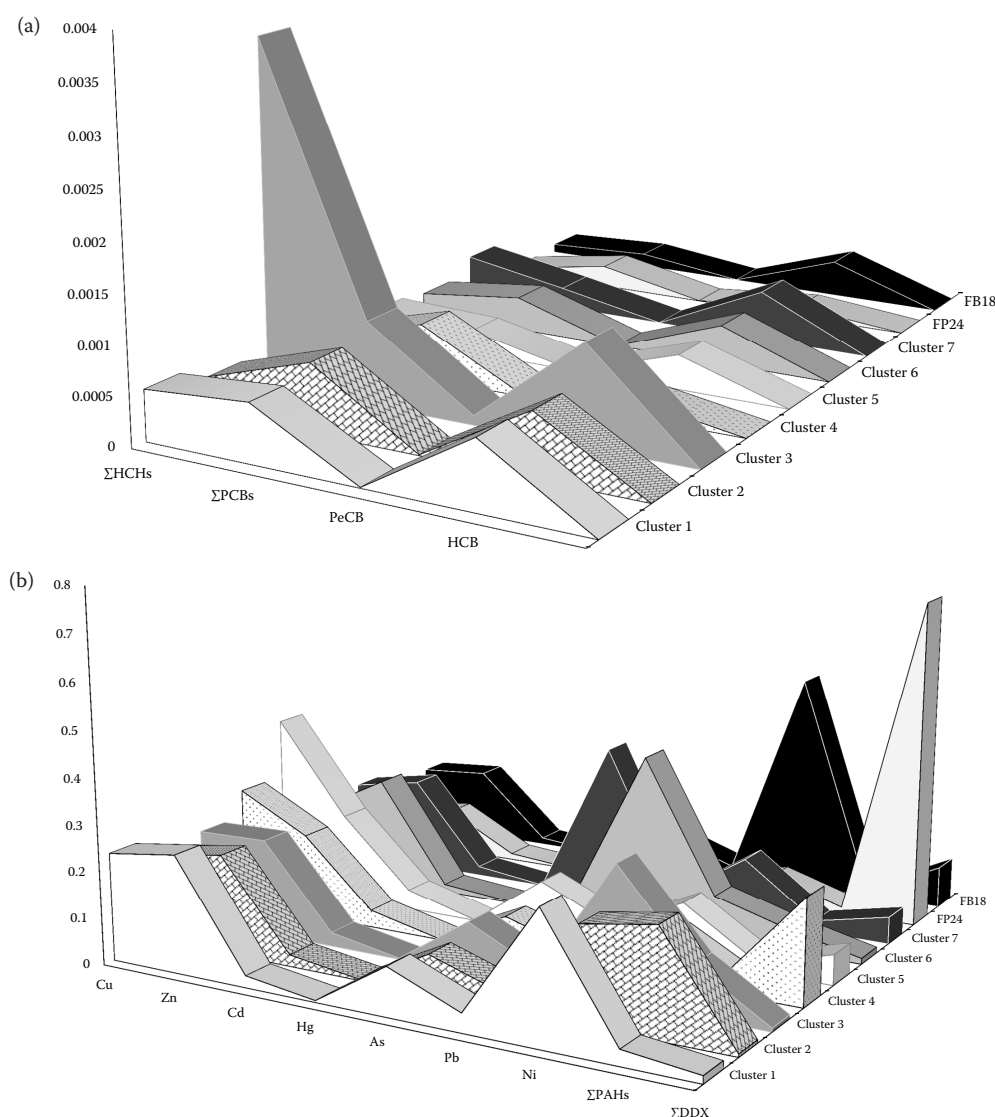 (a)
0.004
0.0035
0.003
0.0025
0.002
0.0015
0.001
0.0005
0
ΣHCHs
ΣPCBs
PeCB
HCB
Cluster 1
Cluster 2
Cluster 3
Cluster 4
Cluster 5
Cluster 6
Cluster 7
FP24
FB18
(b)
0.8
0.7
0.6
0.5
0.4
0.3
0.2
0.1
0
Cu
Zn
Cd
Hg
As
Pb
Ni
ΣPAHs
ΣDDX
Cluster 1
Cluster 2
Cluster 3
Cluster 4
Cluster 5
Cluster 6
Cluster 7
FP24
FB18